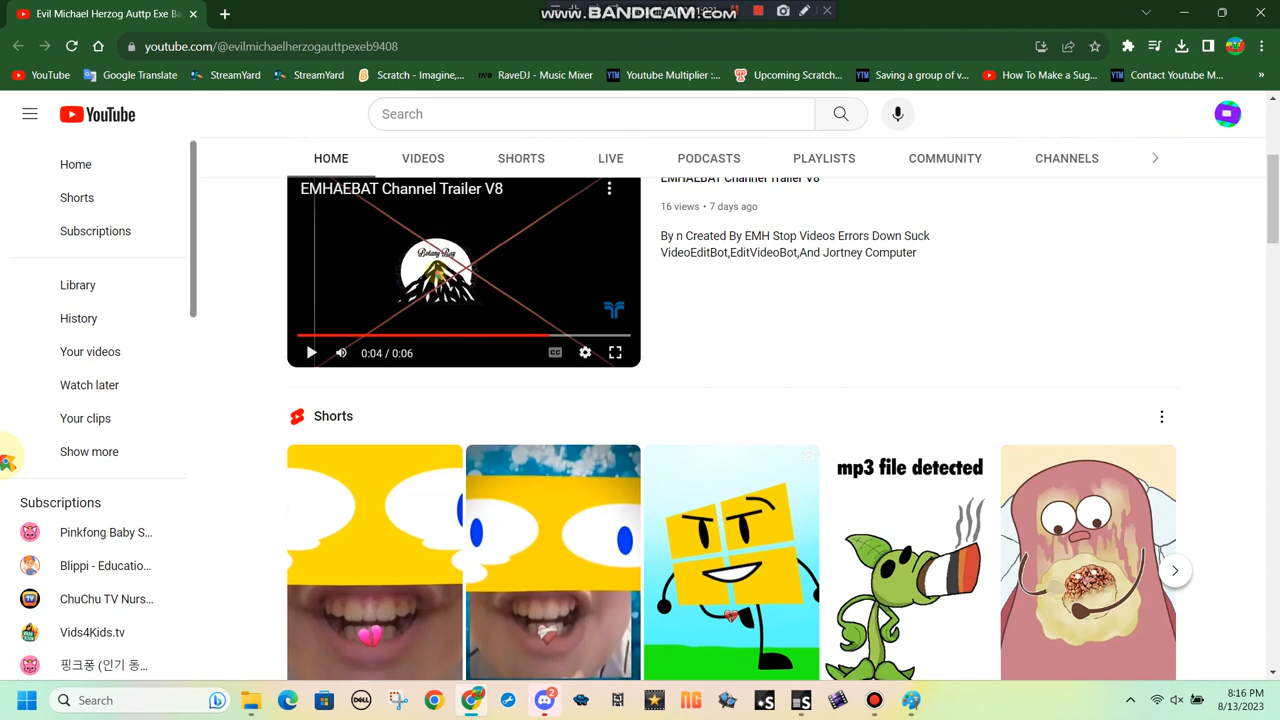 Evil Michael Herzog Auttp Exe Ba
WWW.BANDICAM.COM
youtube.com/@evilmichaelherzogauttpexeb9408
YouTube
Google Translate
StreamYard
StreamYard
Scratch - Imagine,...
RaveDJ - Music Mixer
Youtube Multiplier :...
Upcoming Scratch...
Saving a group of v...
How To Make a Sug...
Contact Youtube M...
»
YouTube
Search
Home
Shorts
Subscriptions
Library
History
Your videos
Watch later
Your clips
Show more
Subscriptions
Pinkfong Baby S...
Blippi - Educatio...
ChuChu TV Nurs...
Vids4Kids.tv
핑크퐁 (인기 동...
HOME
VIDEOS
SHORTS
LIVE
PODCASTS
PLAYLISTS
COMMUNITY
CHANNELS
EMHAEBAT Channel Trailer V8
Botany Bay
0:04 / 0:06
CC
EMHAEBAT Channel Trailer V8
16 views • 7 days ago
By n Created By EMH Stop Videos Errors Down Suck
VideoEditBot,EditVideoBot,And Jortney Computer
Shorts
mp3 file detected
Search
DELL
2
NG
8:16 PM
8/13/2023